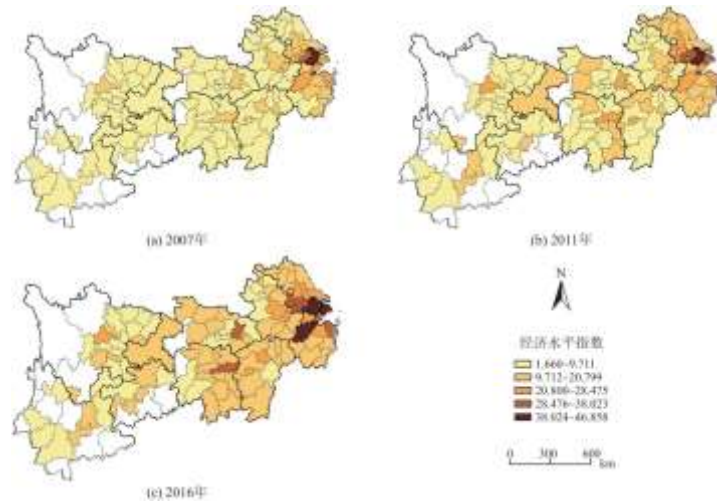 (a) 2007年
(b) 2011年
N
经济水平指数
1.660~9.711
9.712~20.799
20.800~28.475
28.476~38.023
38.024~46.858
0 300 600
km
(c) 2016年